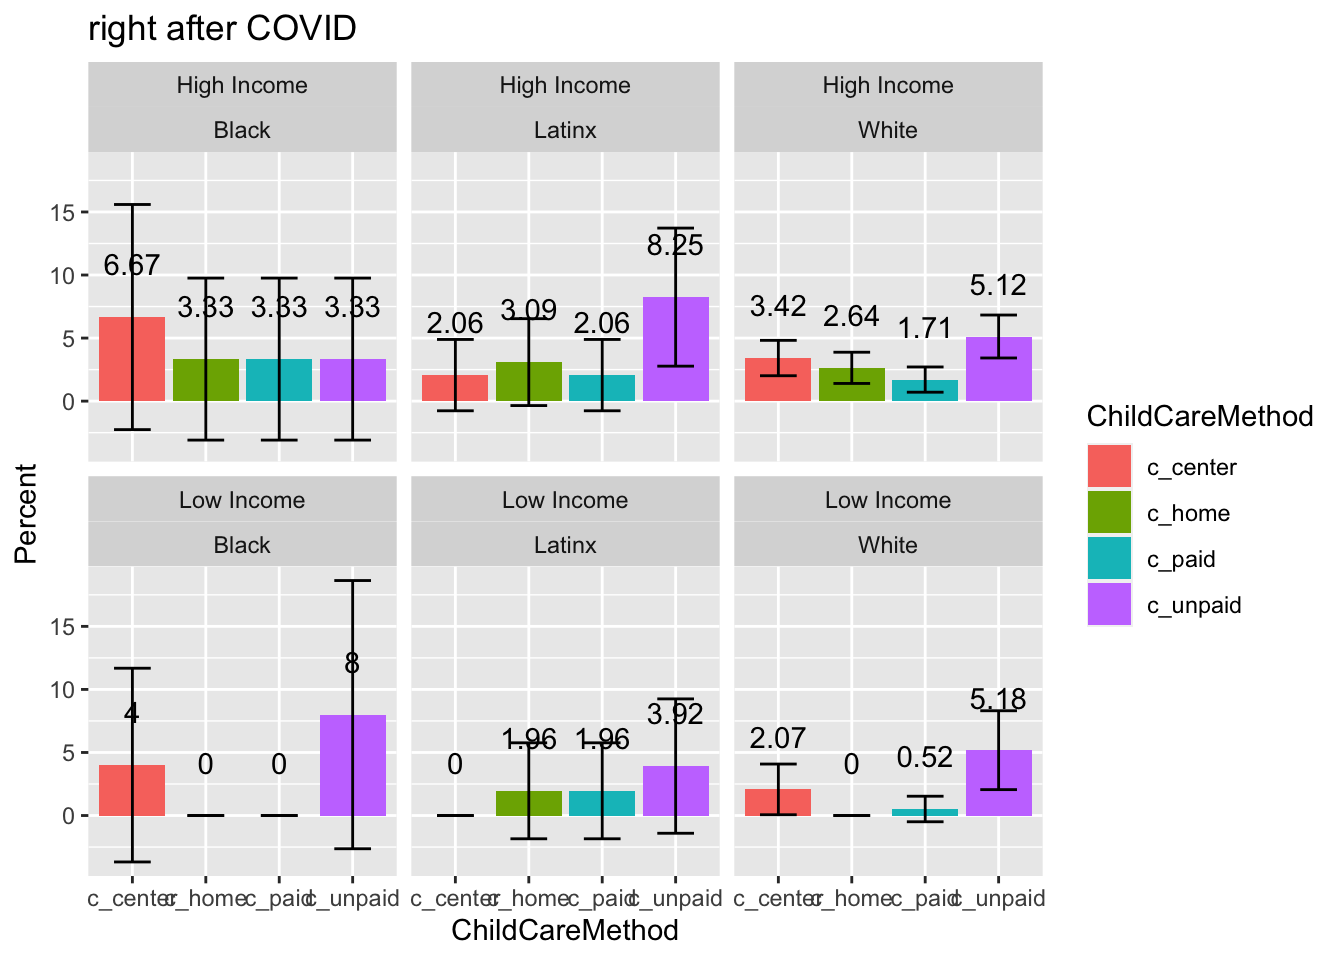 right after COVID
High Income
Black
High Income
Latinx
High Income
White
15
10
5
0
6.67
3.33
3.33
3.33
2.06
3.09
2.06
8.25
3.42
2.64
1.71
5.12
Percent
Low Income
Black
Low Income
Latinx
Low Income
White
15
10
5
0
4
0
0
8
0
1.96
1.96
3.92
2.07
0
0.52
5.18
c_center c_home c_paid c_unpaid
c_center c_home c_paid c_unpaid
c_center c_home c_paid c_unpaid
ChildCareMethod
ChildCareMethod
c_center
c_home
c_paid
c_unpaid